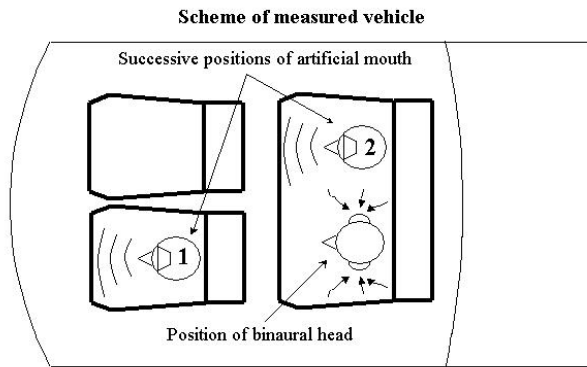 Scheme of measured vehicle
Successive positions of artificial mouth
2
1
Position of binaural head